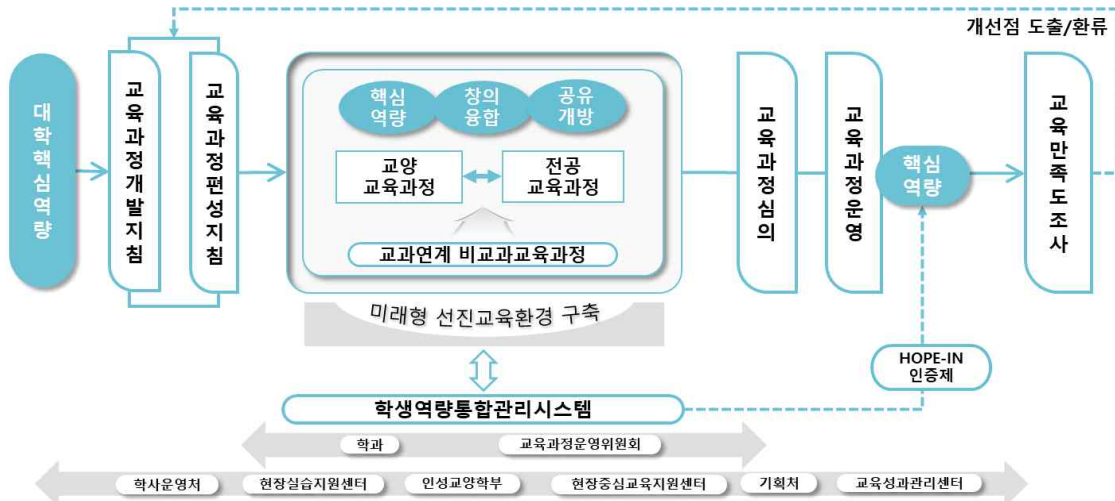 개선점 도출/환류
대학핵심역량
교육과정개발지침
교육과정편성지침
핵심
역량
창의
융합
공유
개방
교양
교육과정
전공
교육과정
교과연계 비교과교육과정
미래형 선진교육환경 구축
교육과정심의
교육과정운영
핵심
역량
교육만족도조사
HOPE-IN
인증제
학생역량통합관리시스템
학과
교육과정운영위원회
학사운영처
현장실습지원센터
인성교양학부
현장중심교육지원센터
기획처
교육성과관리센터